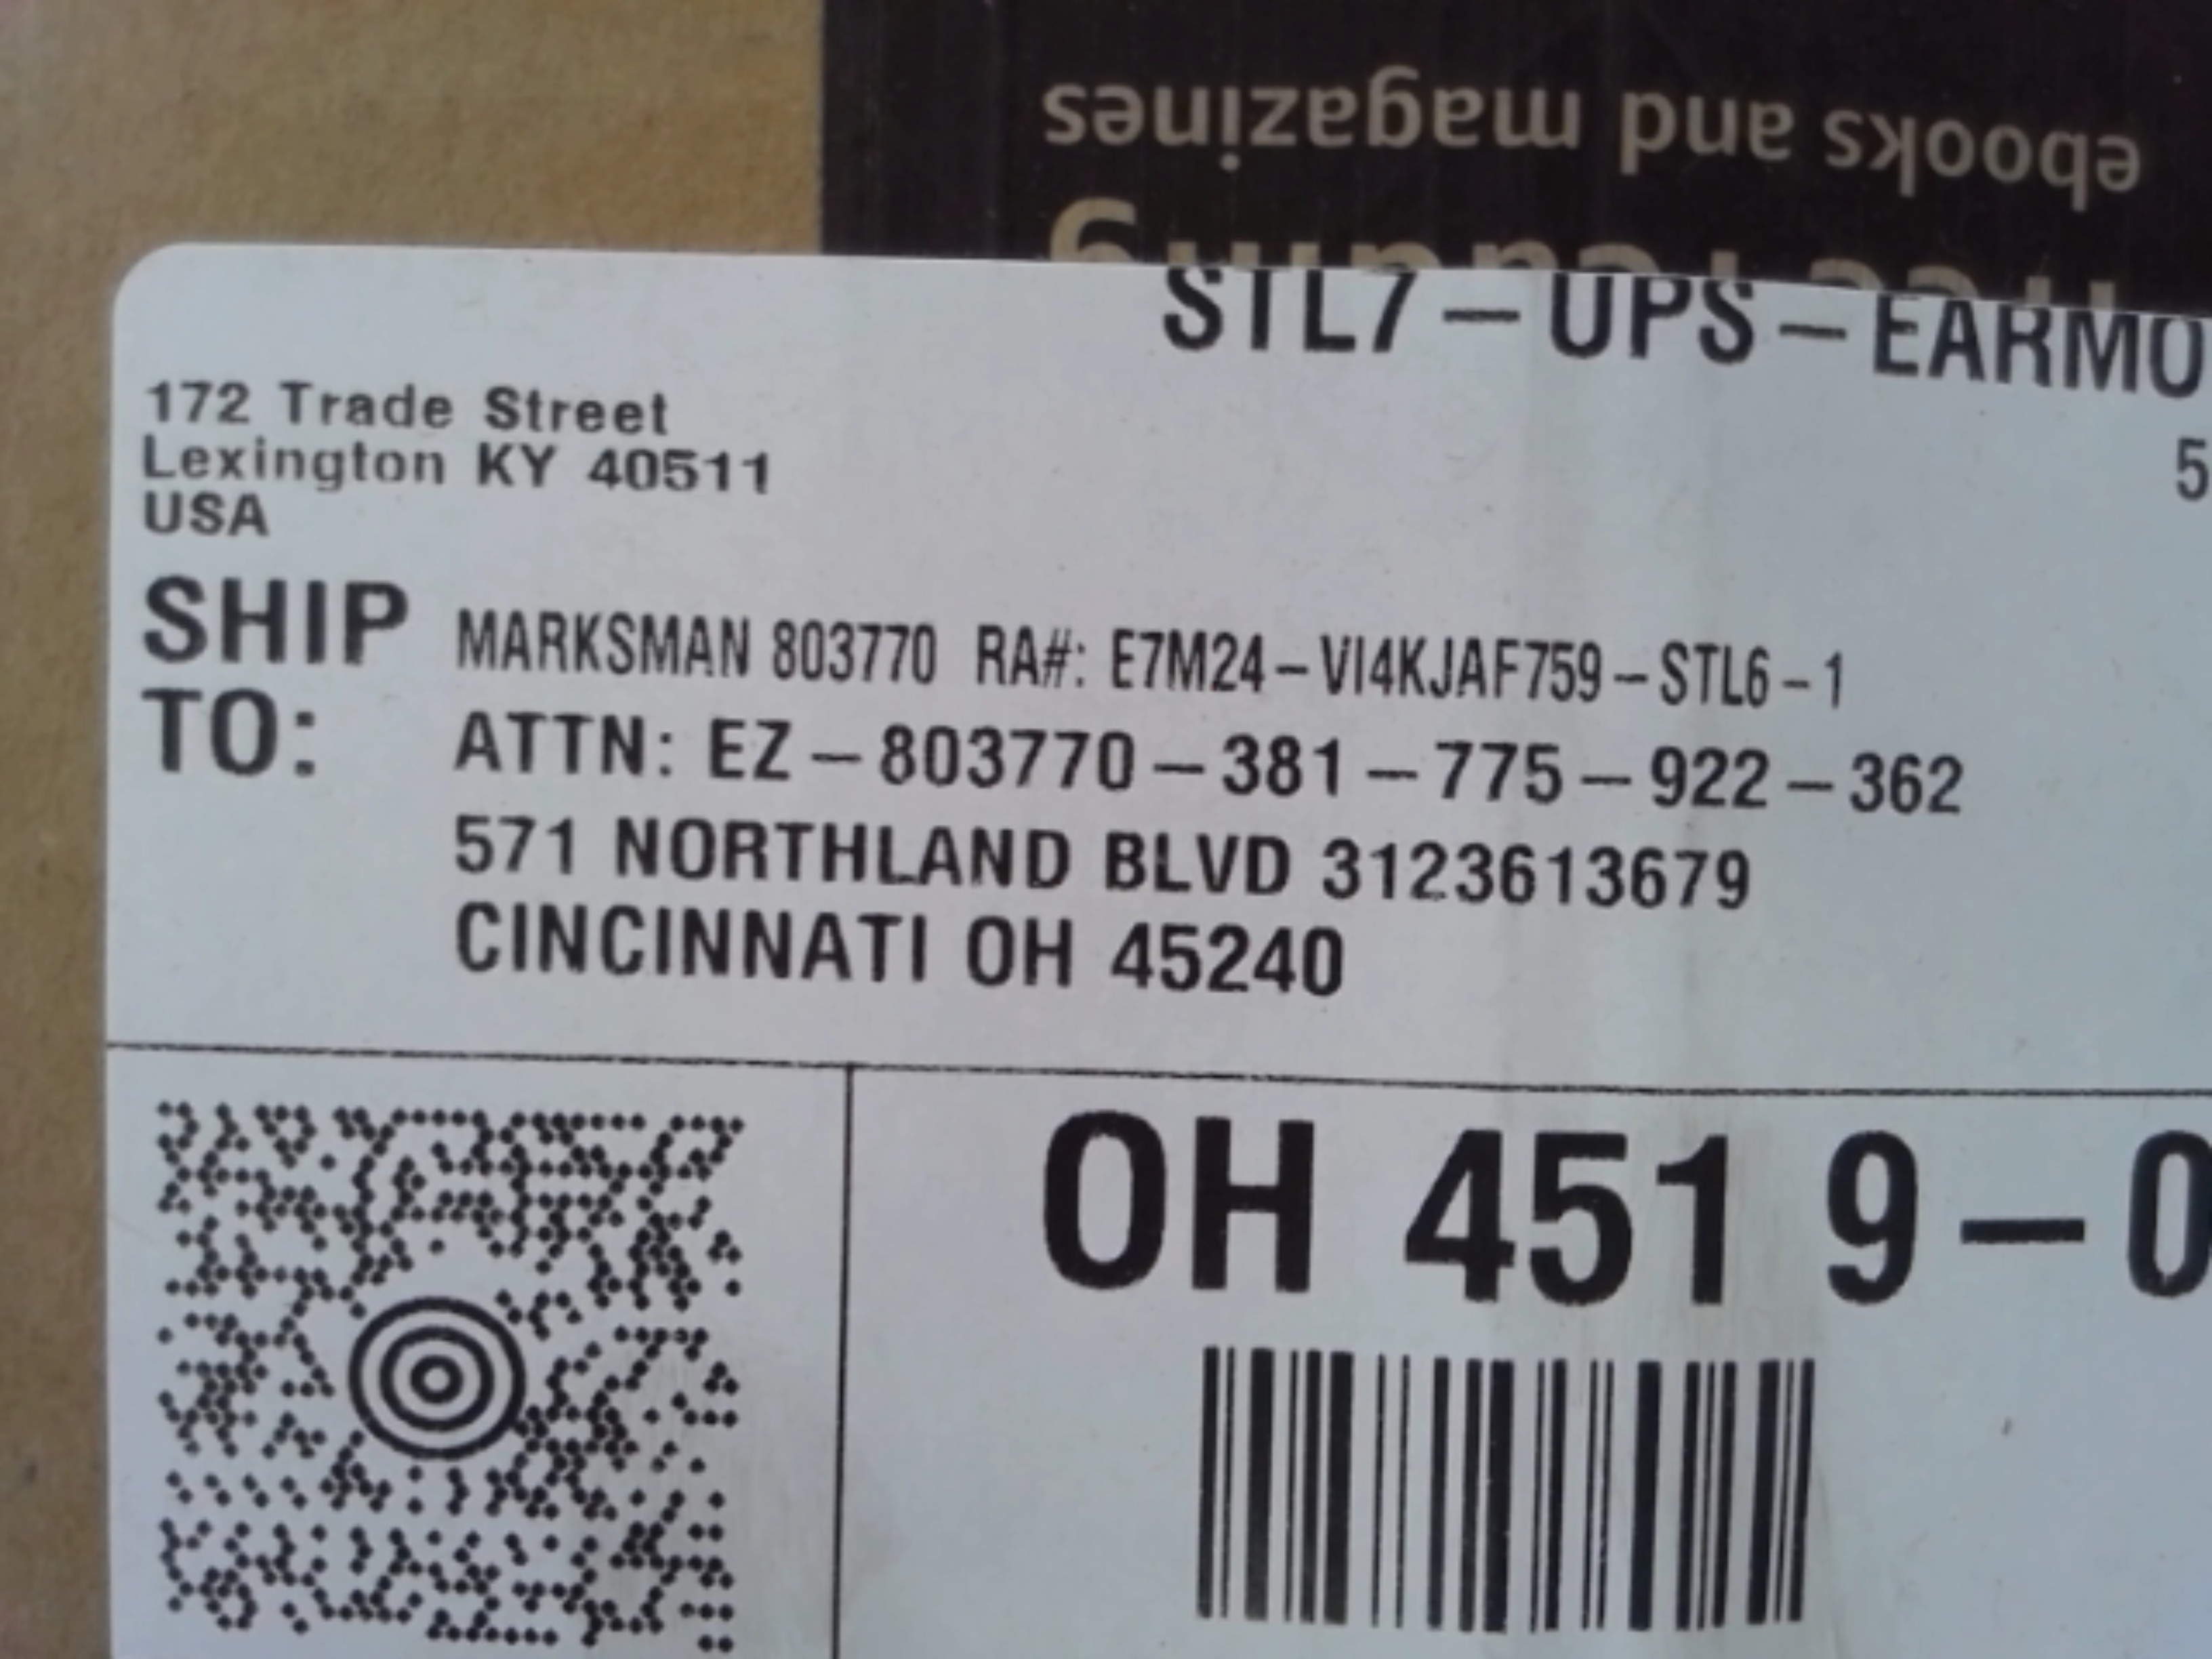 ebooks and magazines
STL7-UPS-EARMO
172 Trade Street
Lexington KY 40511
USA
5
SHIP TO:
MARKSMAN 803770 RA#: E7M24-VI4KJAF759-STL6-1
ATTN: EZ-803770-381-775-922-362
571 NORTHLAND BLVD 3123613679
CINCINNATI OH 45240
OH 451 9-0